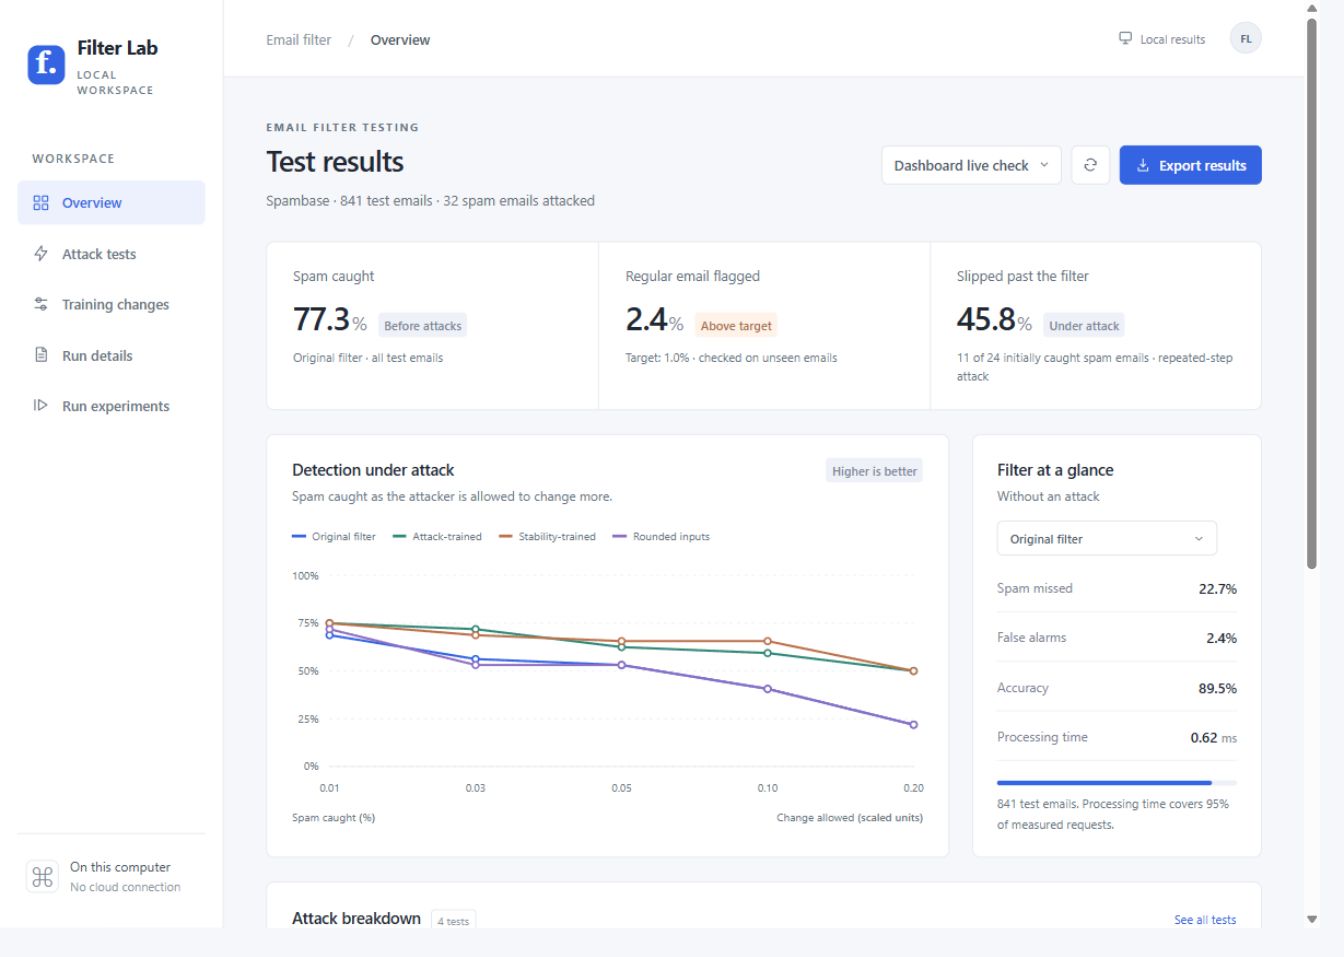 f.
Filter Lab
LOCAL
WORKSPACE
WORKSPACE
Overview
Attack tests
Training changes
Run details
Run experiments
On this computer
No cloud connection
Email filter / Overview
Local results
FL
EMAIL FILTER TESTING
Test results
Spambase · 841 test emails · 32 spam emails attacked
Dashboard live check
Export results
Spam caught
77.3% Before attacks
Original filter · all test emails
Regular email flagged
2.4% Above target
Target: 1.0% · checked on unseen emails
Slipped past the filter
45.8% Under attack
11 of 24 initially caught spam emails · repeated-step
attack
Detection under attack
Higher is better
Spam caught as the attacker is allowed to change more.
Original filter Attack-trained Stability-trained Rounded inputs
100%
75%
50%
25%
0%
0.01 0.03 0.05 0.10 0.20
Spam caught (%) Change allowed (scaled units)
Filter at a glance
Without an attack
Original filter
Spam missed 22.7%
False alarms 2.4%
Accuracy 89.5%
Processing time 0.62 ms
841 test emails. Processing time covers 95%
of measured requests.
Attack breakdown 4 tests
See all tests